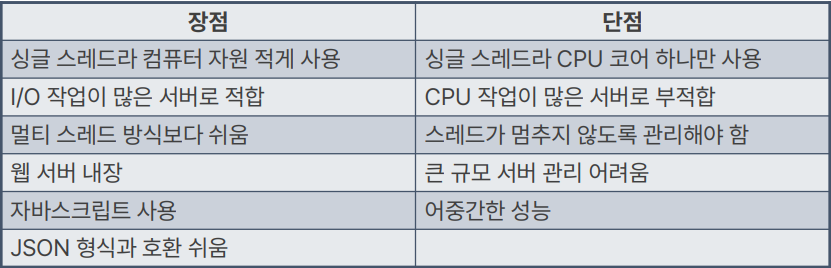 장점 단점
싱글 스레드라 컴퓨터 자원 적게 사용 싱글 스레드라 CPU 코어 하나만 사용
I/O 작업이 많은 서버로 적합 CPU 작업이 많은 서버로 부적합
멀티 스레드 방식보다 쉬움 스레드가 멈추지 않도록 관리해야 함
웹 서버 내장 큰 규모 서버 관리 어려움
자바스크립트 사용 어중간한 성능
JSON 형식과 호환 쉬움